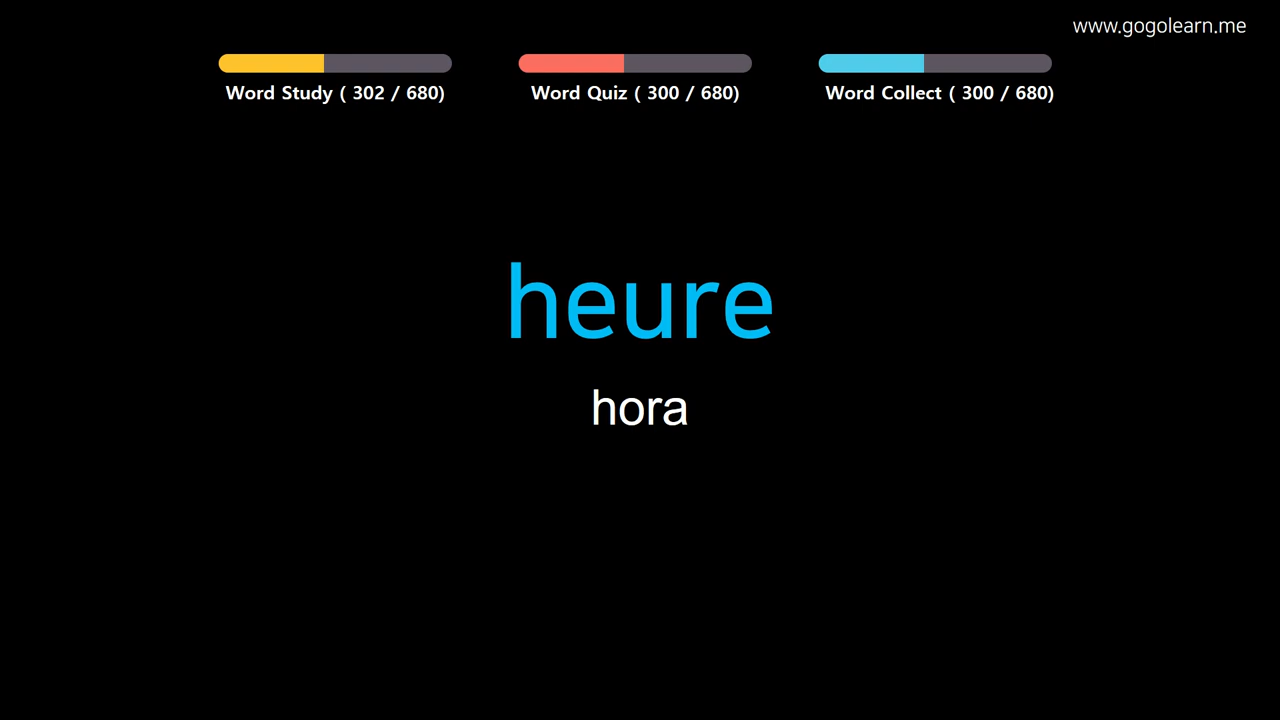 www.gogolearn.me
Word Study ( 302 / 680)
Word Quiz ( 300 / 680)
Word Collect ( 300 / 680)
heure
hora